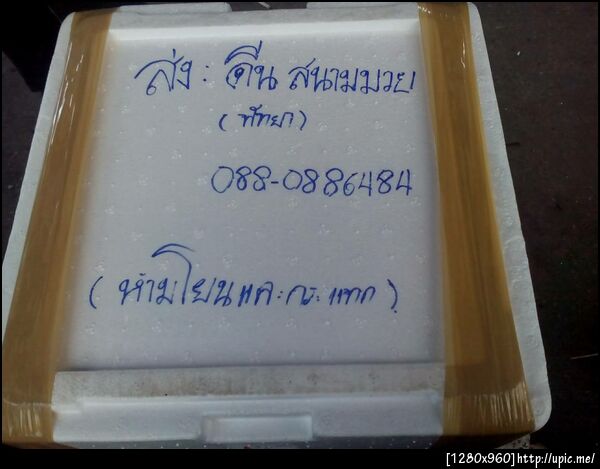 ส่ง : ดีน สนามมวย
(พัทยา)
088-0886484
(ห้ามโยนและกระแทก)
[1280x960]http://upic.me/